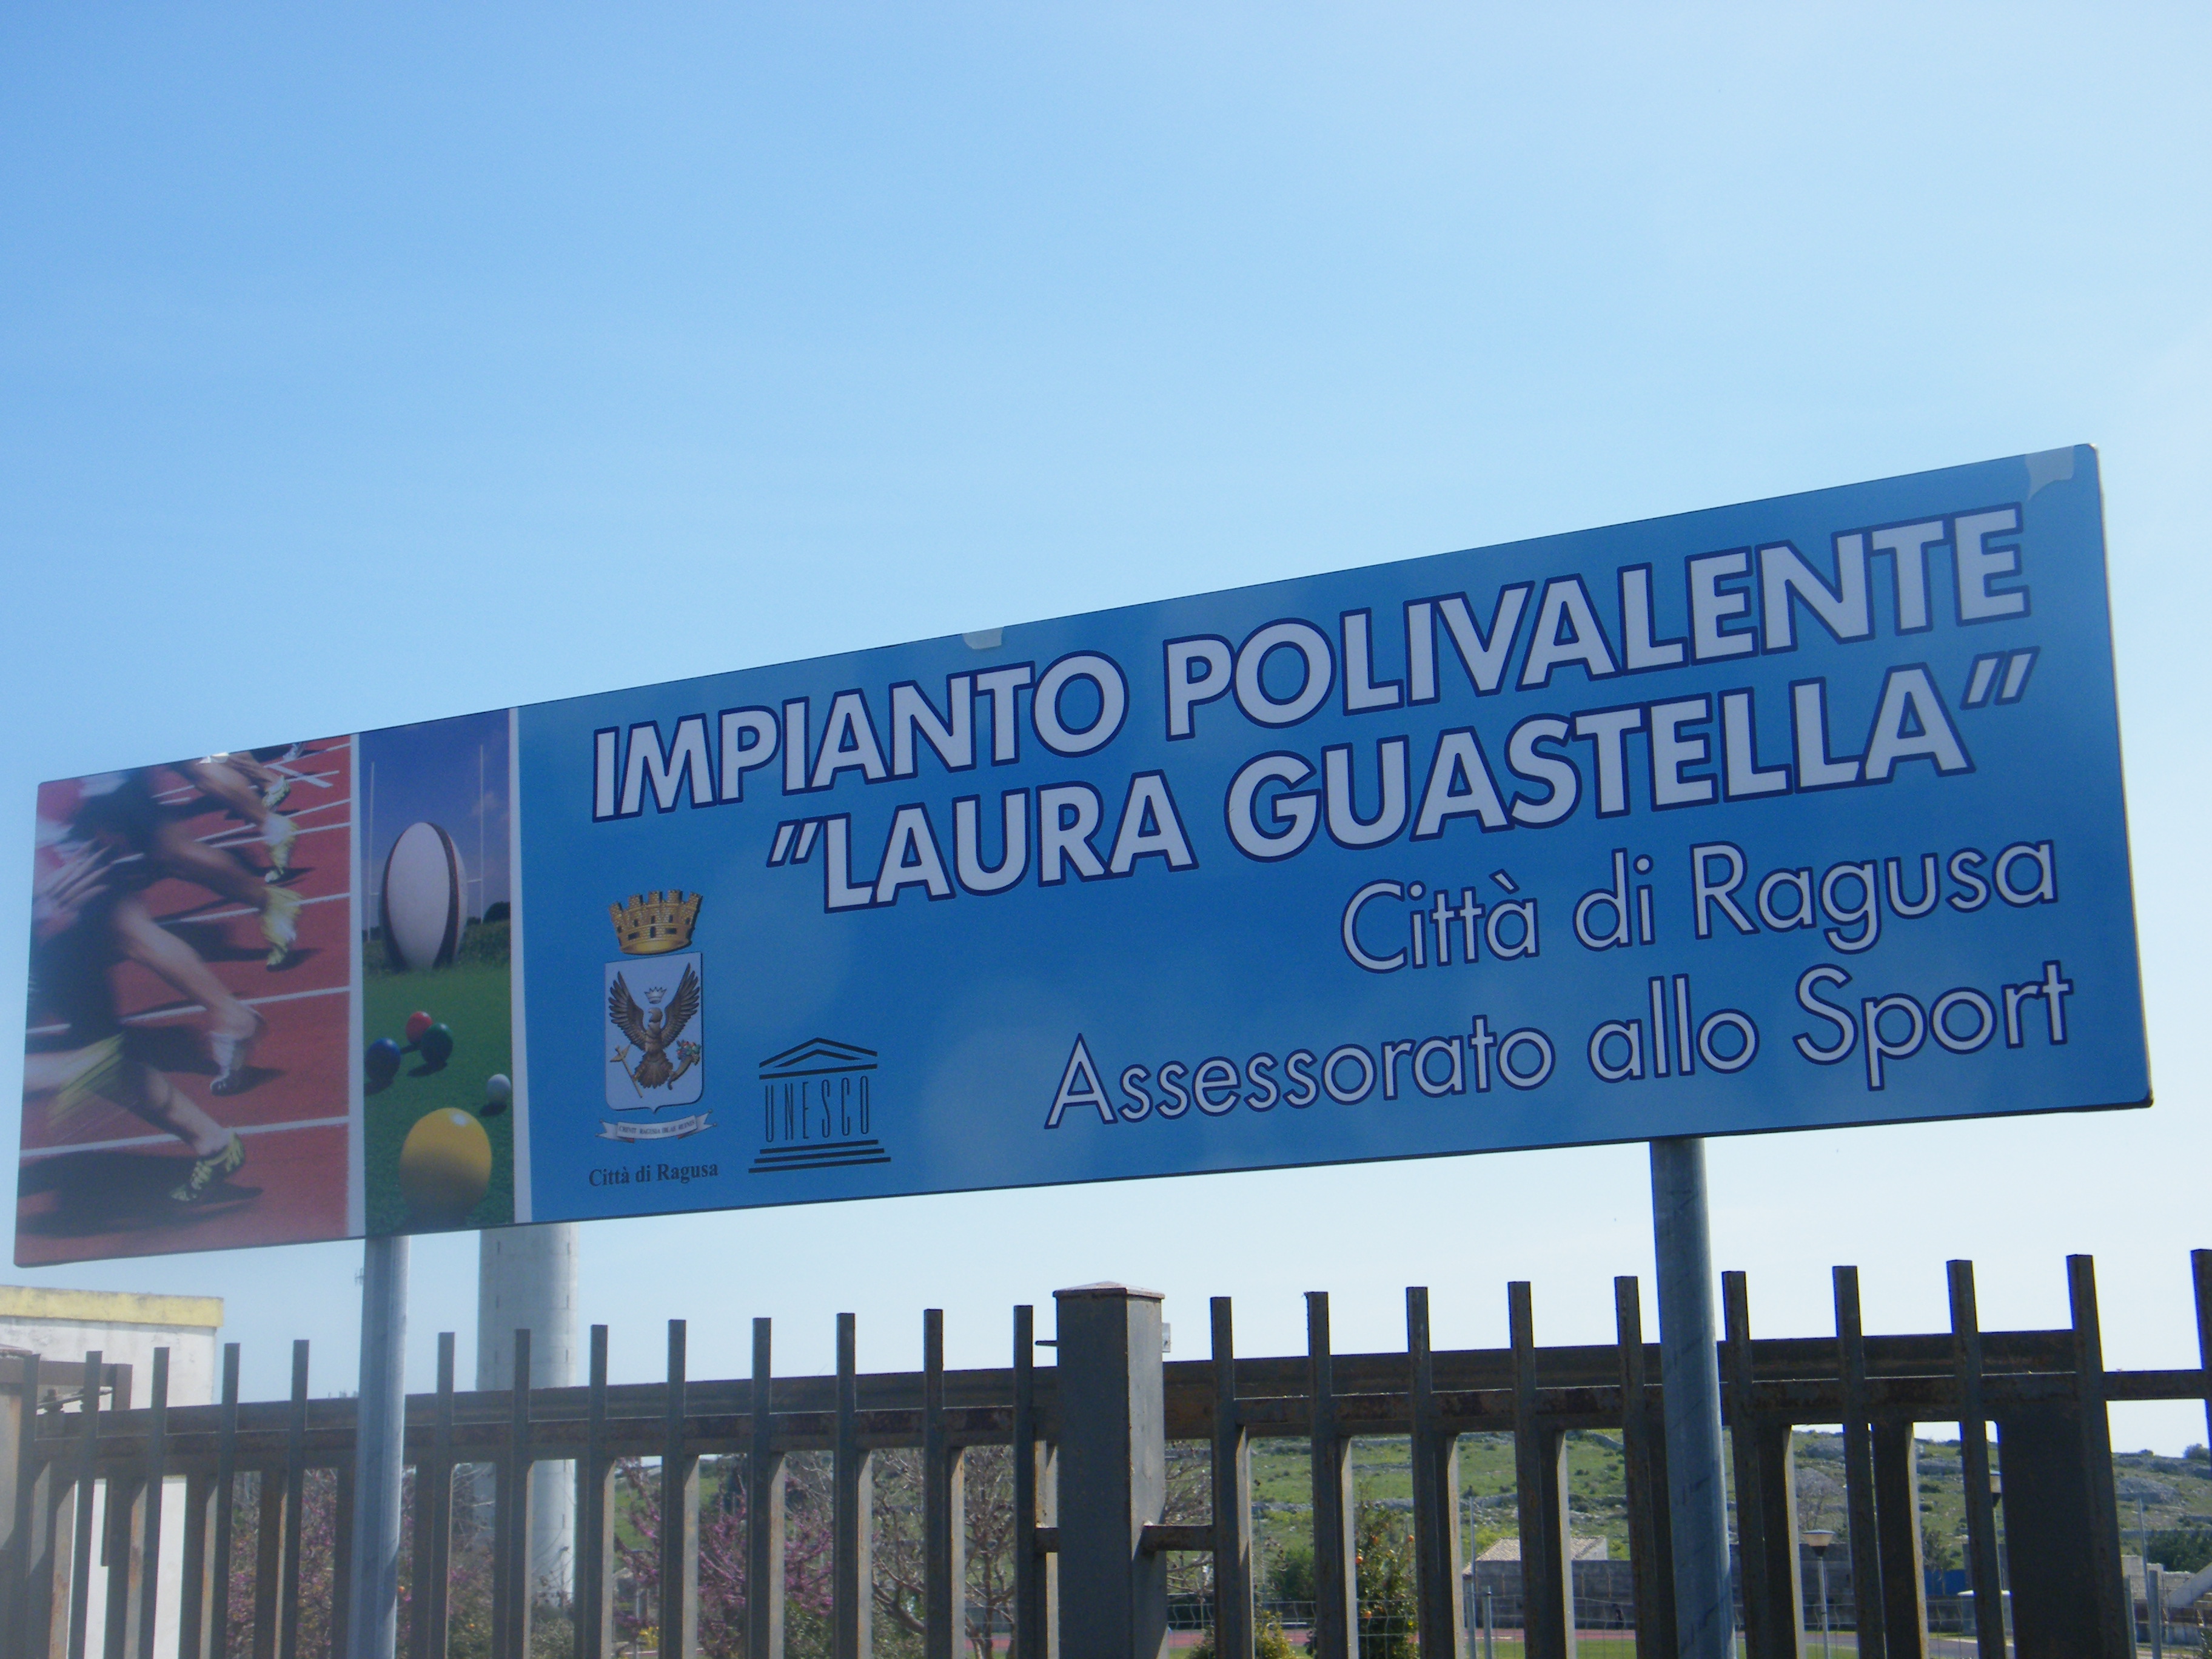 IMPIANTO POLIVALENTE
"LAURA GUASTELLA"
Città di Ragusa
Assessorato allo Sport
Città di Ragusa
UNESCO